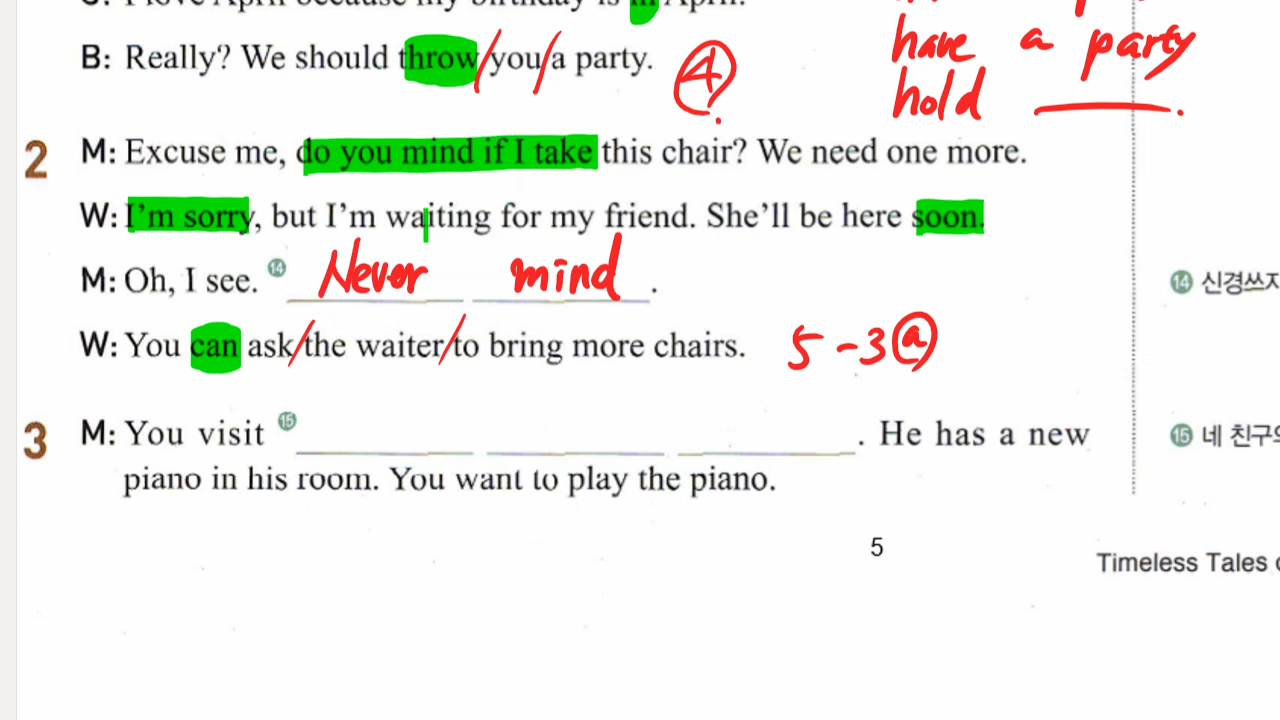 B: Really? We should throw/you/a party. ④
have a party
hold ______.
2 M: Excuse me, do you mind if I take this chair? We need one more.
W: I'm sorry, but I'm waiting for my friend. She'll be here soon.
M: Oh, I see. ⑭ Never mind.
⑭ 신경쓰지
W: You can ask/the waiter/to bring more chairs. 5-3ⓐ
3 M: You visit ⑮ ______ ______ ______. He has a new
⑮ 네 친구의
piano in his room. You want to play the piano.
5
Timeless Tales